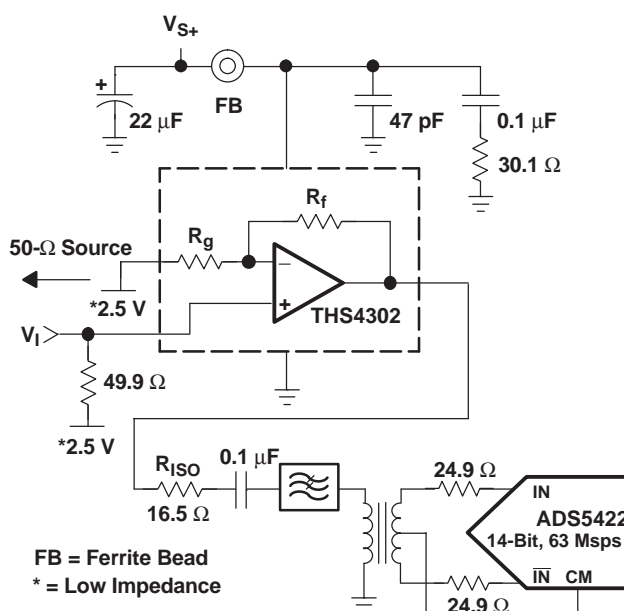 VS+
+
22 μF
FB
47 pF
0.1 μF
30.1 Ω
Rf
Rg
50-Ω Source
*2.5 V
−
+
THS4302
VI
49.9 Ω
*2.5 V
RISO
0.1 μF
16.5 Ω
24.9 Ω
IN
ADS5422
14-Bit, 63 Msps
IN CM
24.9 Ω
FB = Ferrite Bead
* = Low Impedance